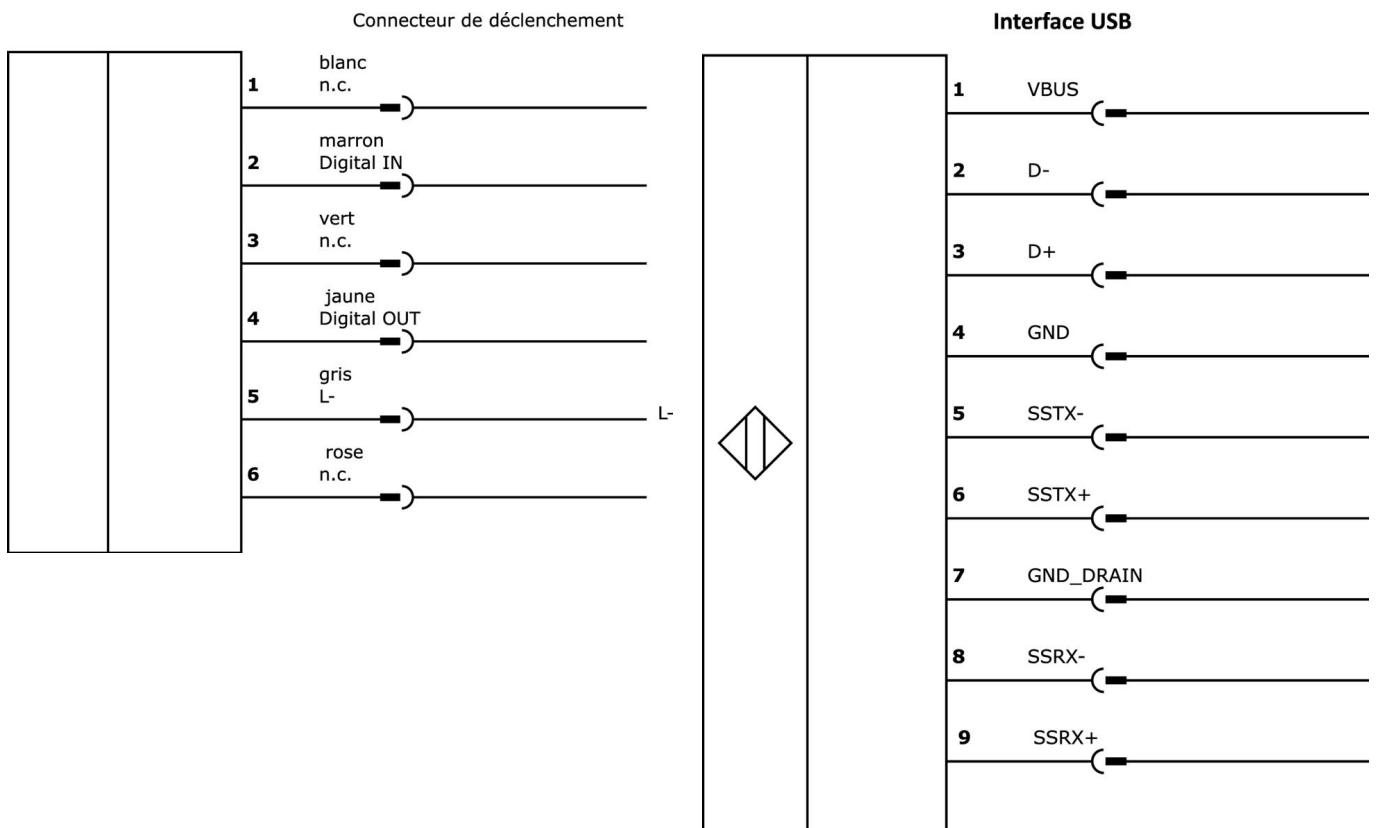 Connecteur de déclenchement
blanc
1 n.c.
marron
2 Digital IN
vert
3 n.c.
jaune
4 Digital OUT
gris
5 L-
L-
rose
6 n.c.
Interface USB
1 VBUS
2 D-
3 D+
4 GND
5 SSTX-
6 SSTX+
7 GND_DRAIN
8 SSRX-
9 SSRX+